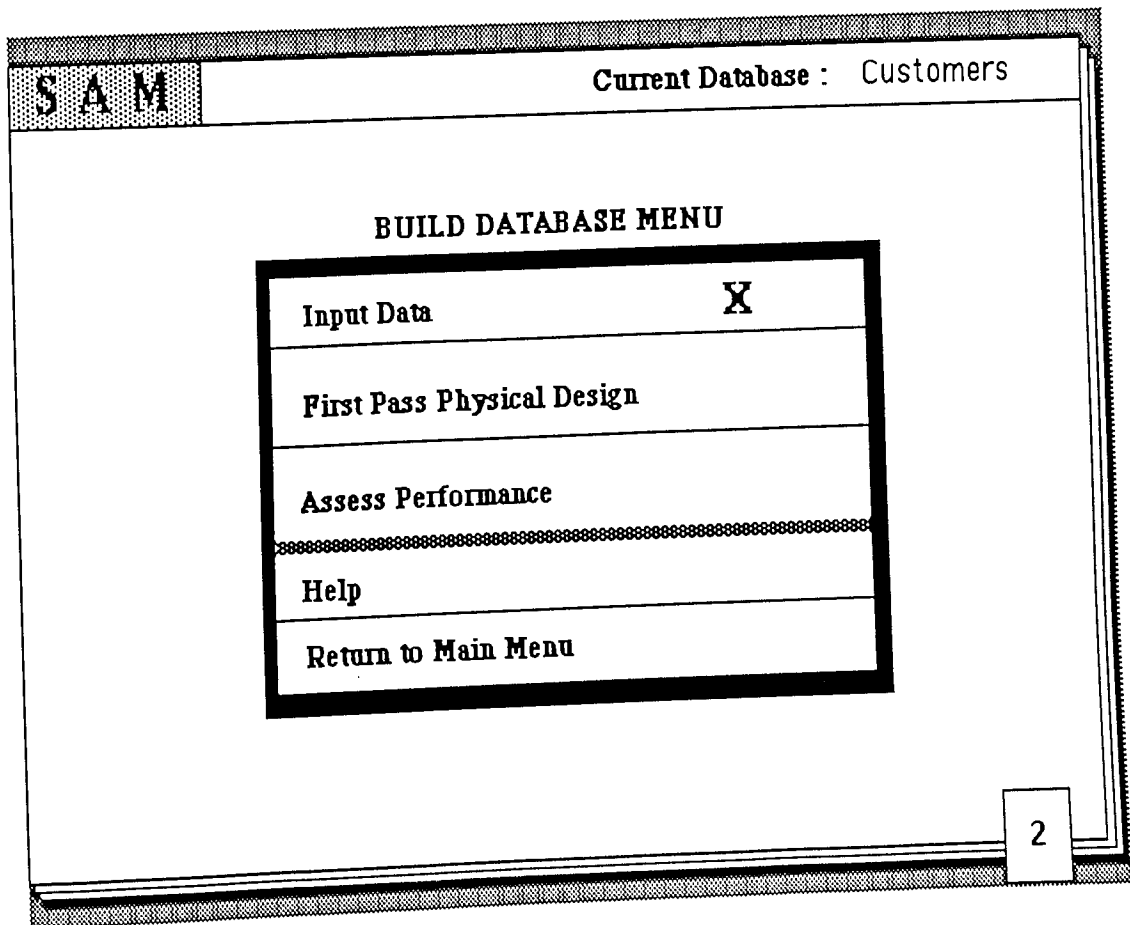 SAM
Current Database : Customers
BUILD DATABASE MENU
Input Data X
First Pass Physical Design
Assess Performance
Help
Return to Main Menu
2